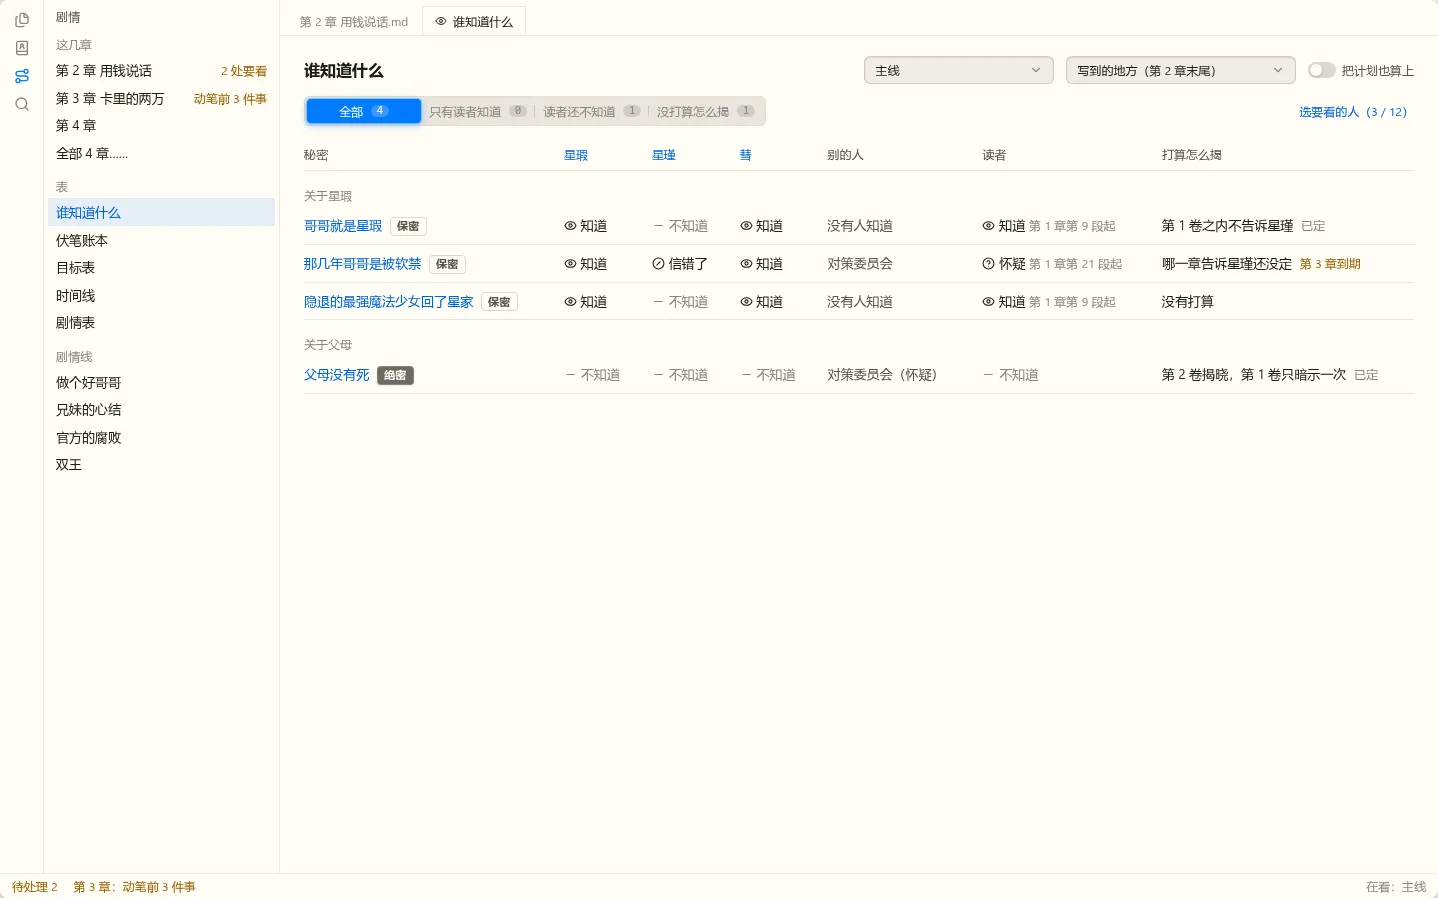 剧情
这几章
第 2 章 用钱说话 2 处要看
第 3 章 卡里的两万 动笔前 3 件事
第 4 章
全部 4 章……
表
谁知道什么
伏笔账本
目标表
时间线
剧情表
剧情线
做个好哥哥
兄妹的心结
官方的腐败
双王
第 2 章 用钱说话.md 谁知道什么
谁知道什么 主线 写到的地方（第 2 章末尾） 把计划也算上
全部 4 只有读者知道 0 读者还不知道 1 没打算怎么揭 1 选要看的人（3 / 12）
秘密 星瑕 星瑾 彗 别的人 读者 打算怎么揭
关于星瑕
哥哥就是星瑕 保密 知道 不知道 知道 没有人知道 知道 第 1 章第 9 段起 第 1 卷之内不告诉星瑾 已定
那几年哥哥是被软禁 保密 知道 信错了 知道 对策委员会 怀疑 第 1 章第 21 段起 哪一章告诉星瑾还没定 第 3 章到期
隐退的最强魔法少女回了星家 保密 知道 不知道 知道 没有人知道 知道 第 1 章第 9 段起 没有打算
关于父母
父母没有死 绝密 不知道 不知道 不知道 对策委员会（怀疑） 不知道 第 2 卷揭晓，第 1 卷只暗示一次 已定
待处理 2 第 3 章：动笔前 3 件事 在看：主线